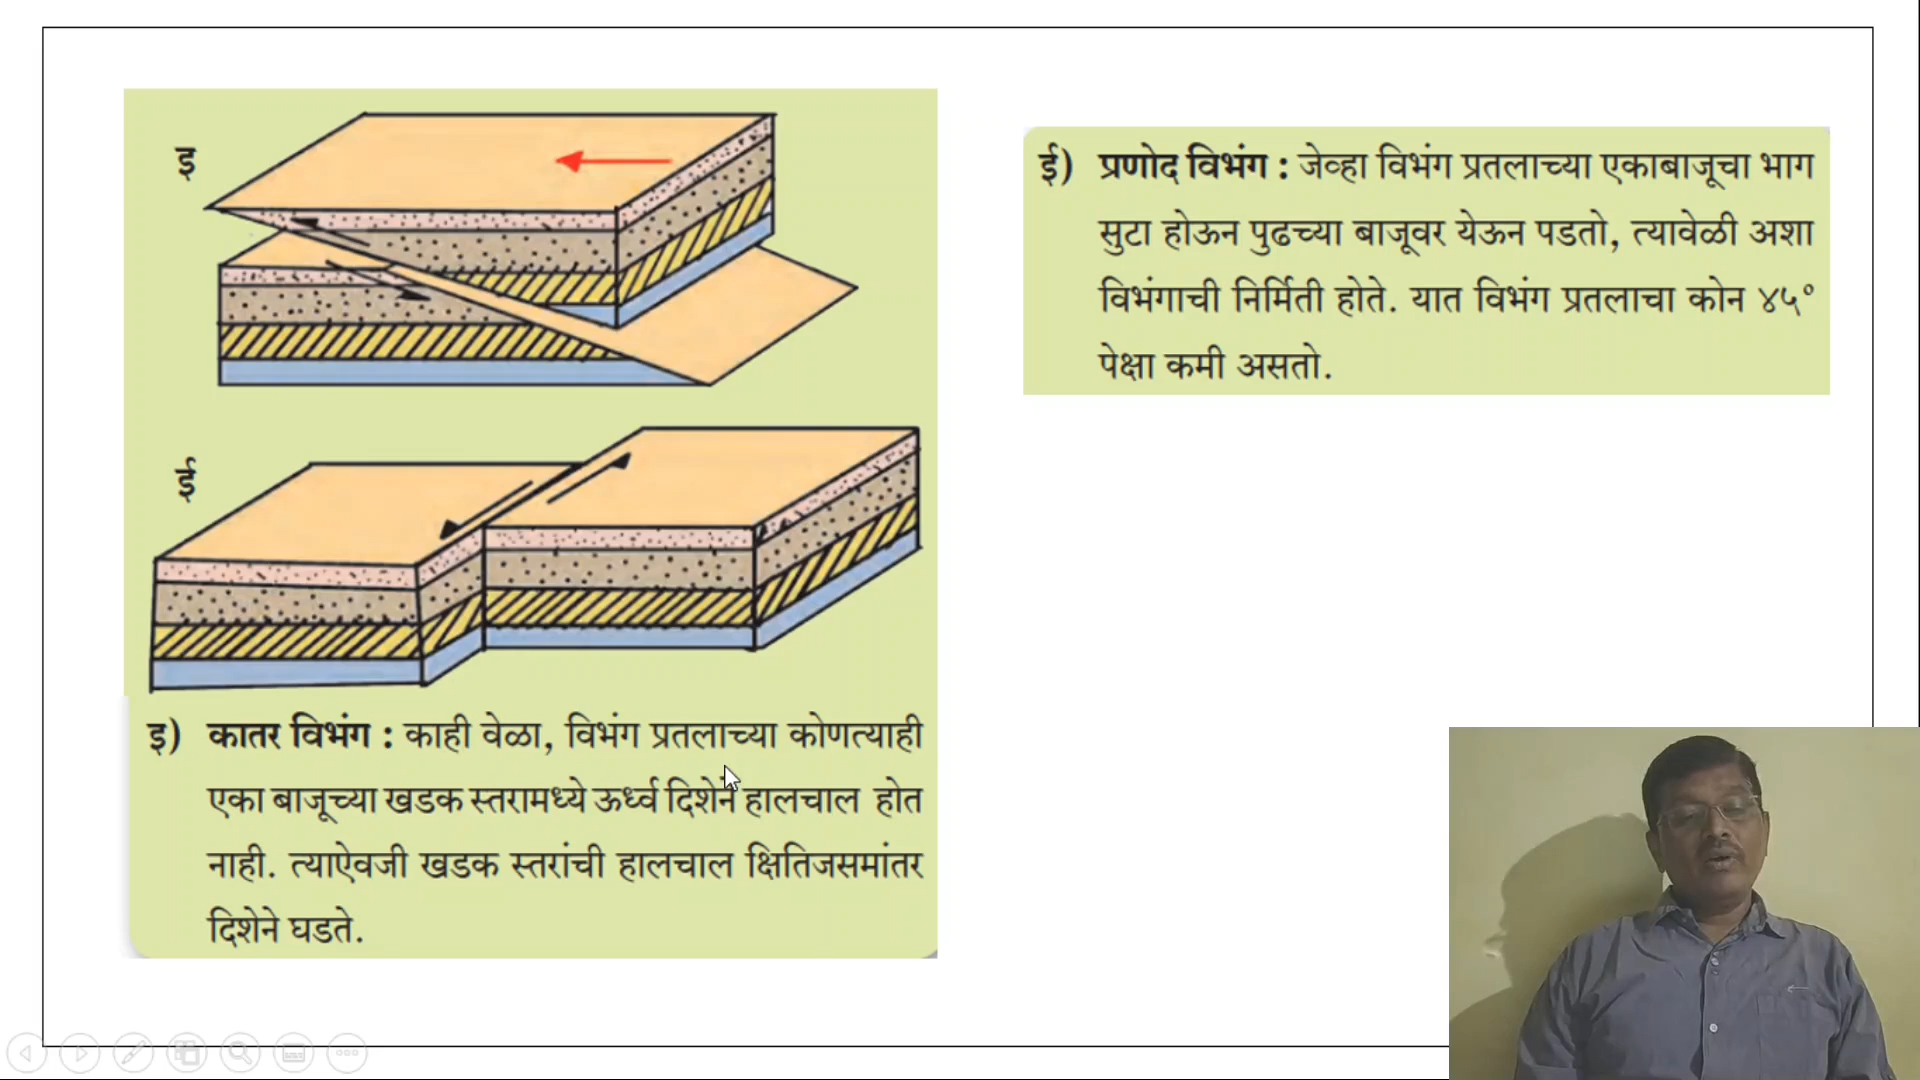 इ
ई
इ) कातर विभंग : काही वेळा, विभंग प्रतलाच्या कोणत्याही
एका बाजूच्या खडक स्तरामध्ये ऊर्ध्व दिशेने हालचाल होत
नाही. त्याऐवजी खडक स्तरांची हालचाल क्षितिजसमांतर
दिशेने घडते.
ई) प्रणोद विभंग : जेव्हा विभंग प्रतलाच्या एकाबाजूचा भाग
सुटा होऊन पुढच्या बाजूवर येऊन पडतो, त्यावेळी अशा
विभंगाची निर्मिती होते. यात विभंग प्रतलाचा कोन ४५°
पेक्षा कमी असतो.